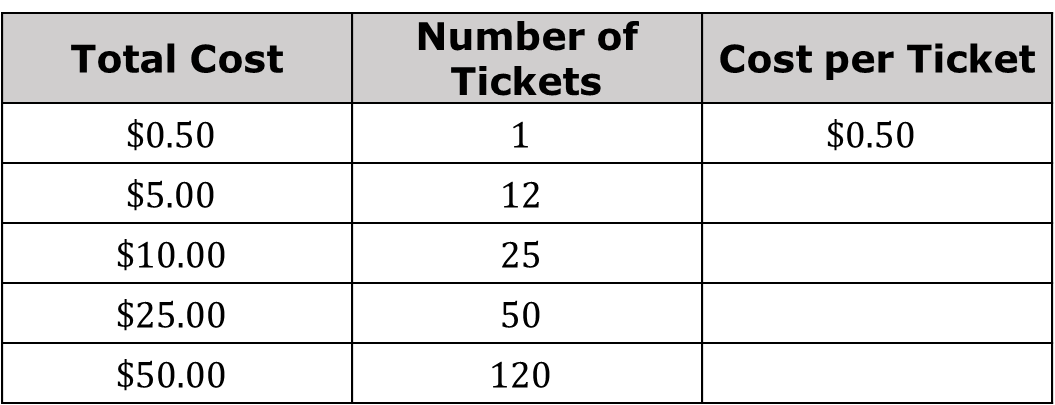 Total Cost
Number of
Tickets
Cost per Ticket
$0.50 1 $0.50
$5.00 12
$10.00 25
$25.00 50
$50.00 120